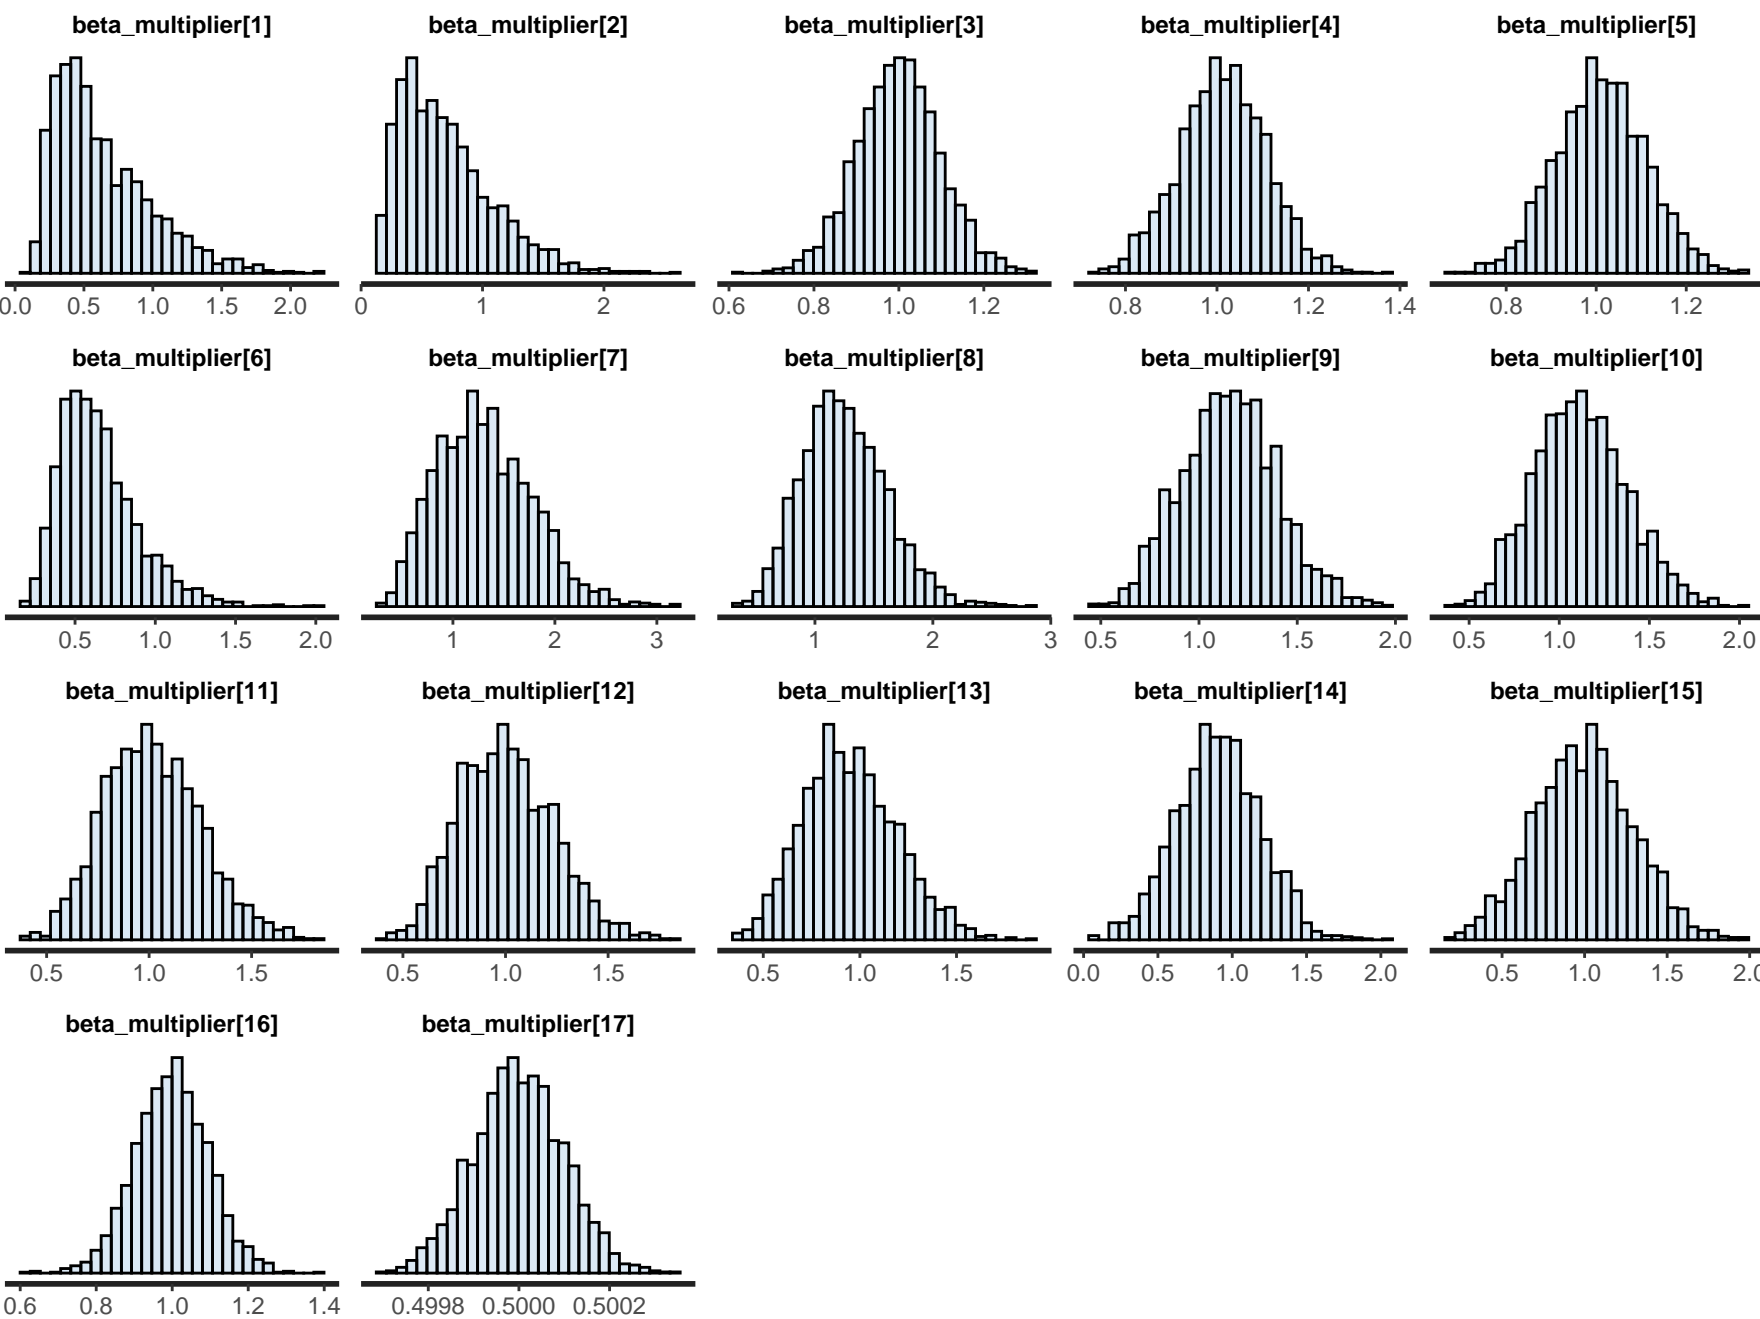 beta_multiplier[1] beta_multiplier[2] beta_multiplier[3] beta_multiplier[4] beta_multiplier[5]
0.0 0.5 1.0 1.5 2.0 0 1 2 0.6 0.8 1.0 1.2 0.8 1.0 1.2 1.4 0.8 1.0 1.2
beta_multiplier[6] beta_multiplier[7] beta_multiplier[8] beta_multiplier[9] beta_multiplier[10]
0.5 1.0 1.5 2.0 1 2 3 1 2 3 0.5 1.0 1.5 2.0 0.5 1.0 1.5 2.0
beta_multiplier[11] beta_multiplier[12] beta_multiplier[13] beta_multiplier[14] beta_multiplier[15]
0.5 1.0 1.5 0.5 1.0 1.5 0.5 1.0 1.5 0.0 0.5 1.0 1.5 2.0 0.5 1.0 1.5 2.0
beta_multiplier[16] beta_multiplier[17]
0.6 0.8 1.0 1.2 1.4 0.4998 0.5000 0.5002